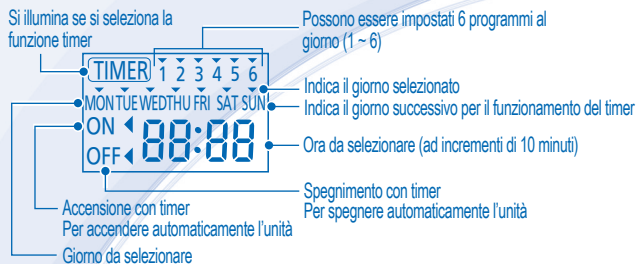 Si illumina se si seleziona la
funzione timer
Possono essere impostati 6 programmi al
giorno (1 ~ 6)
TIMER 1 2 3 4 5 6
MON TUE WED THU FRI SAT SUN
ON
OFF
88:88
Indica il giorno selezionato
Indica il giorno successivo per il funzionamento del timer
Ora da selezionare (ad incrementi di 10 minuti)
Spegnimento con timer
Per spegnere automaticamente l'unità
Accensione con timer
Per accendere automaticamente l'unità
Giorno da selezionare